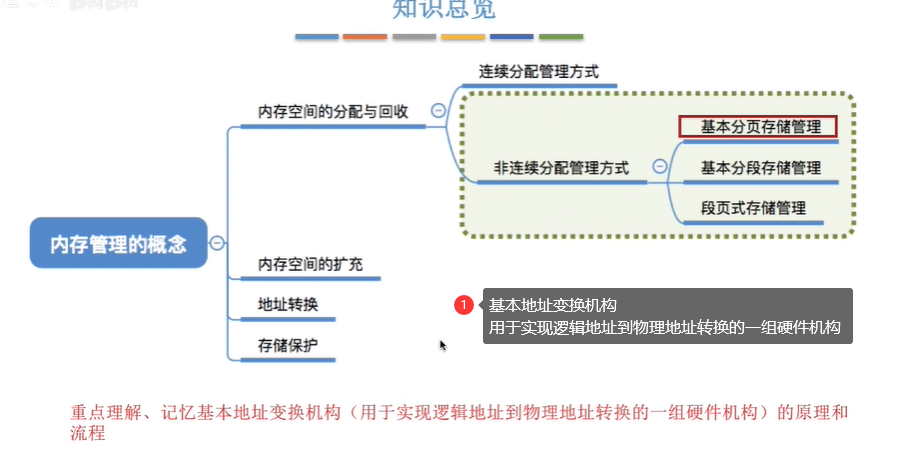 知识总览
连续分配管理方式
内存空间的分配与回收
基本分页存储管理
非连续分配管理方式
基本分段存储管理
段页式存储管理
内存管理的概念
内存空间的扩充
地址转换
存储保护
1
基本地址变换机构
用于实现逻辑地址到物理地址转换的一组硬件机构
重点理解、记忆基本地址变换机构（用于实现逻辑地址到物理地址转换的一组硬件机构）的原理和
流程